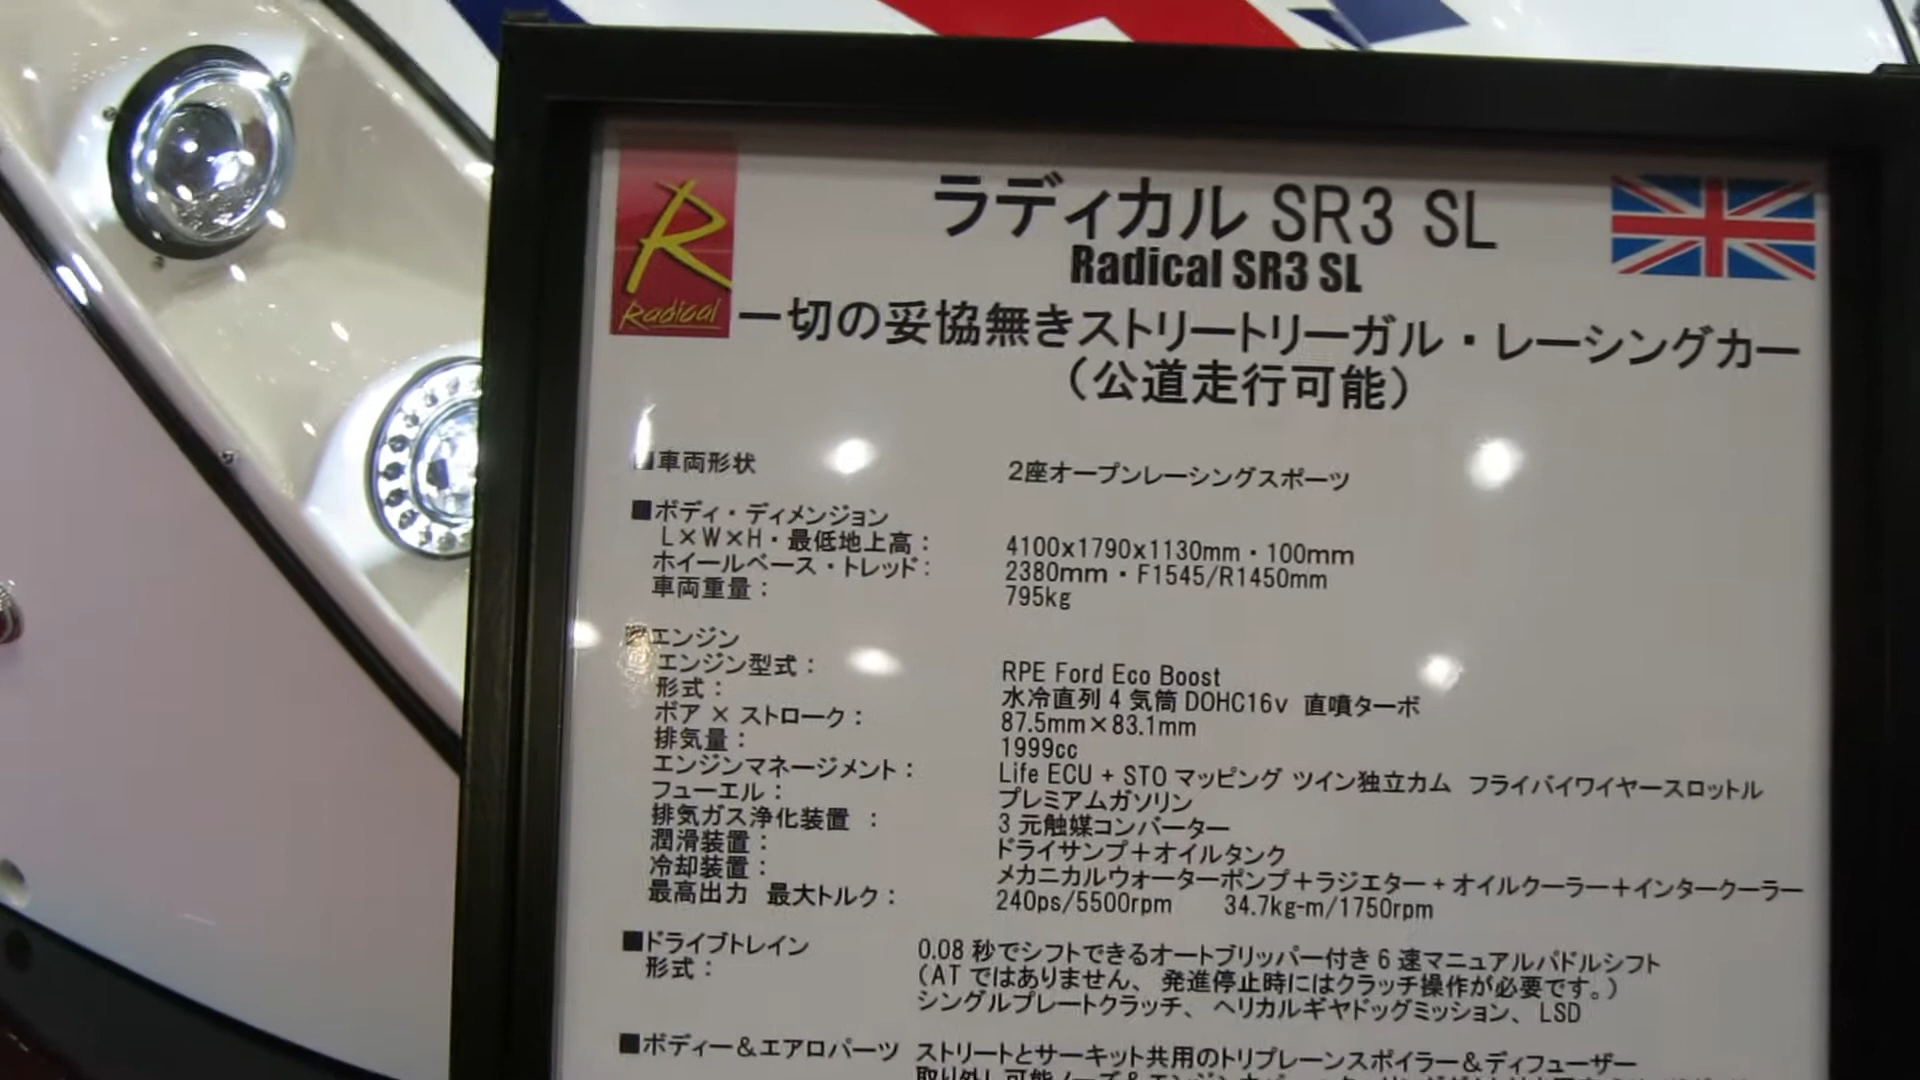 R
Radical
ラディカル SR3 SL
Radical SR3 SL
一切の妥協無きストリートリーガル・レーシングカー
（公道走行可能）
■車両形状 2座オープンレーシングスポーツ
■ボディ・ディメンジョン
L×W×H・最低地上高： 4100x1790x1130mm・100mm
ホイールベース・トレッド： 2380mm・F1545/R1450mm
車両重量： 795kg
■エンジン
エンジン型式： RPE Ford Eco Boost
形式： 水冷直列4気筒DOHC16v 直噴ターボ
ボア × ストローク： 87.5mm×83.1mm
排気量： 1999cc
エンジンマネージメント： Life ECU + STO マッピング ツイン独立カム フライバイワイヤースロットル
フューエル： プレミアムガソリン
排気ガス浄化装置 ： 3元触媒コンバーター
潤滑装置： ドライサンプ＋オイルタンク
冷却装置： メカニカルウォーターポンプ＋ラジエター＋オイルクーラー＋インタークーラー
最高出力 最大トルク： 240ps/5500rpm 34.7kg-m/1750rpm
■ドライブトレイン
形式： 0.08秒でシフトできるオートブリッパー付き6速マニュアルパドルシフト
（ATではありません、発進停止時にはクラッチ操作が必要です。）
シングルプレートクラッチ、ヘリカルギヤドッグミッション、LSD
■ボディー＆エアロパーツ ストリートとサーキット共用のトリプレーンスポイラー＆ディフューザー